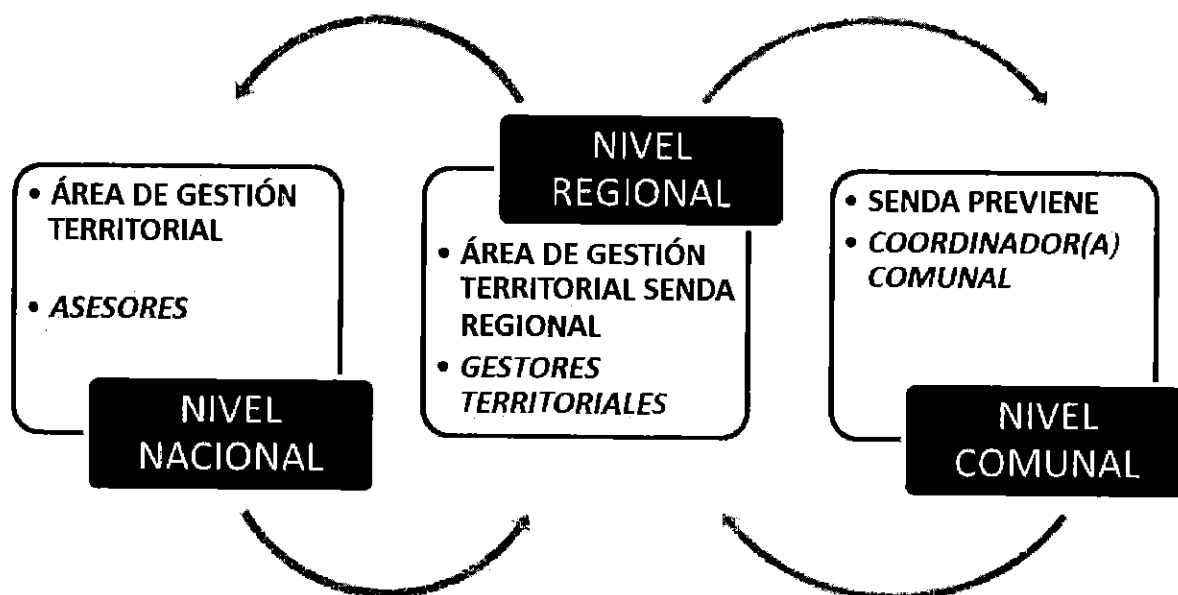 • ÁREA DE GESTIÓN
TERRITORIAL
• ASESORES
NIVEL
NACIONAL
NIVEL
REGIONAL
• ÁREA DE GESTIÓN
TERRITORIAL SENDA
REGIONAL
• GESTORES
TERRITORIALES
• SENDA PREVIENE
• COORDINADOR(A)
COMUNAL
NIVEL
COMUNAL